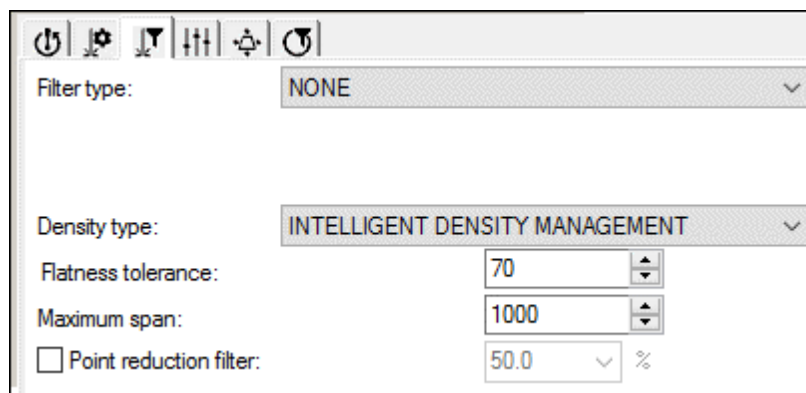 Filter type: NONE
Density type: INTELLIGENT DENSITY MANAGEMENT
Flatness tolerance: 70
Maximum span: 1000
Point reduction filter: 50.0 %